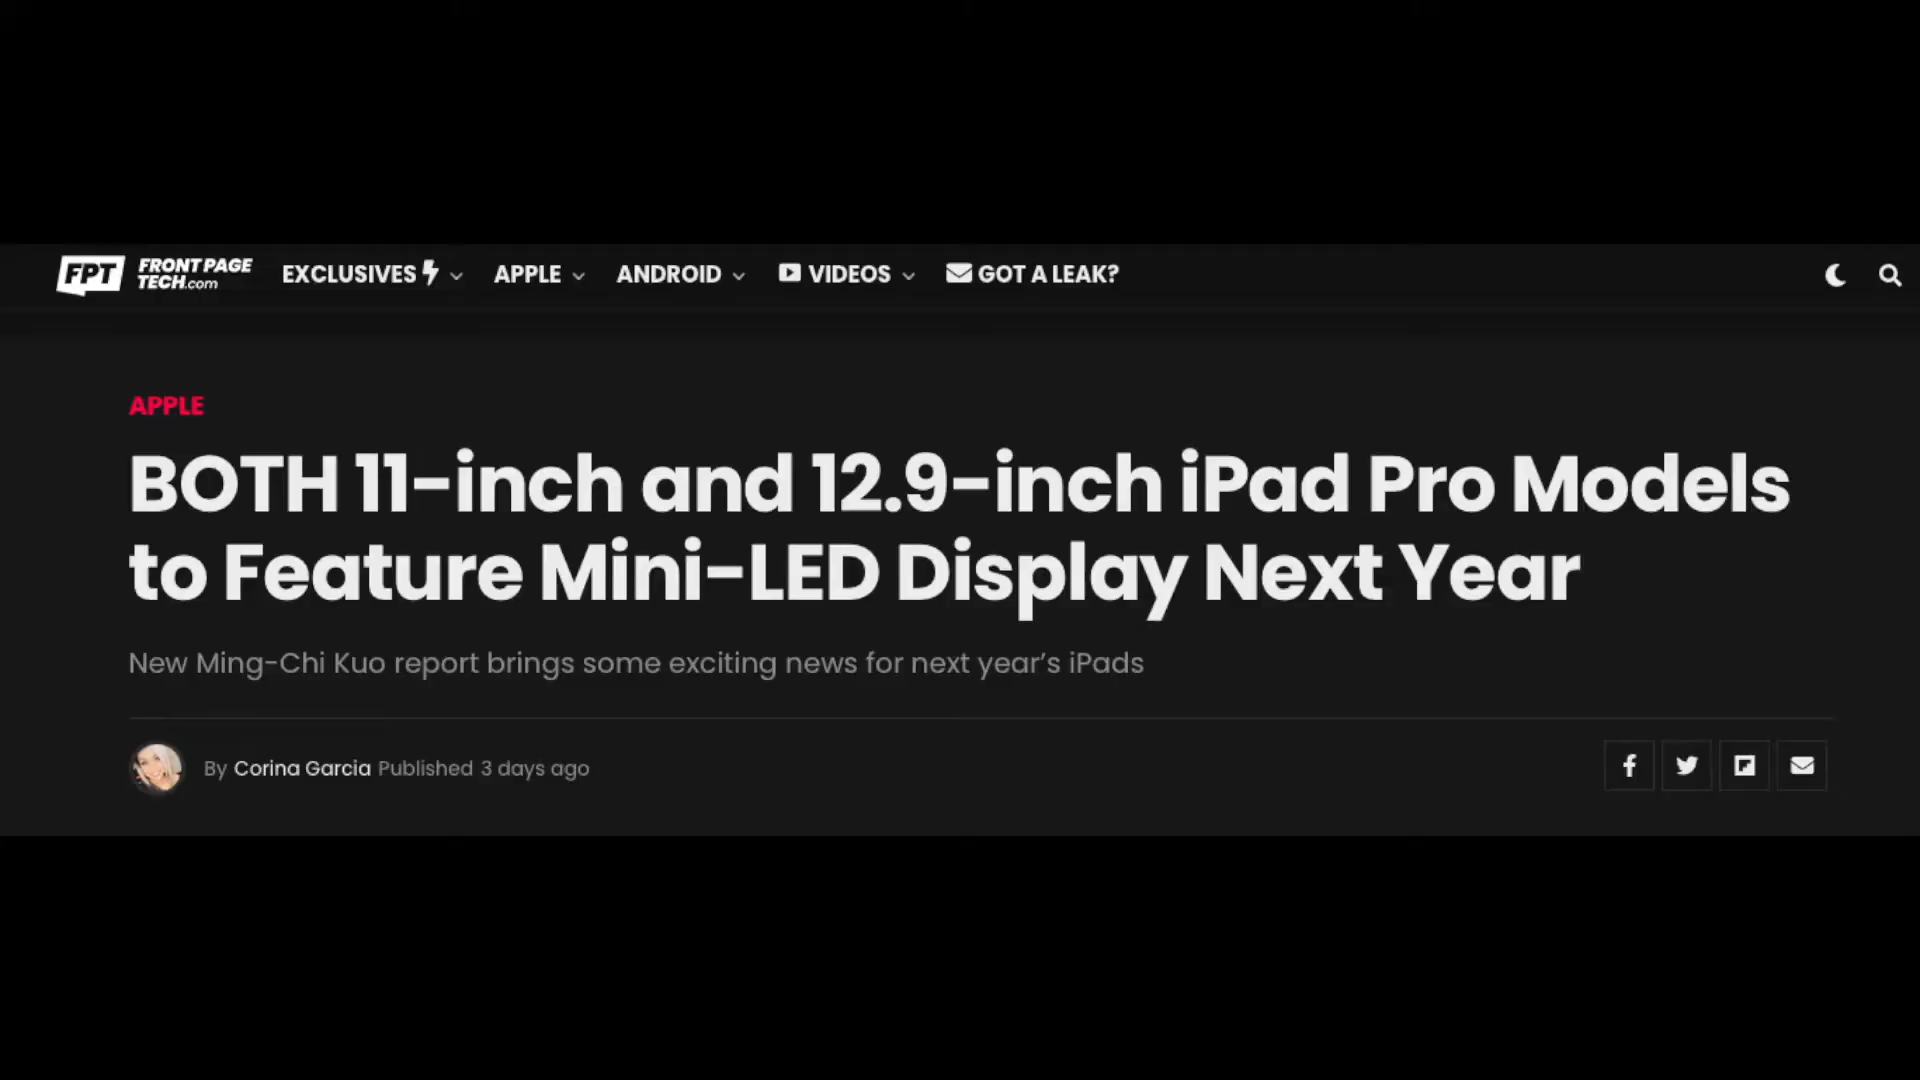 FPT FRONT PAGE TECH.com EXCLUSIVES APPLE ANDROID VIDEOS GOT A LEAK?
APPLE
BOTH 11-inch and 12.9-inch iPad Pro Models
to Feature Mini-LED Display Next Year
New Ming-Chi Kuo report brings some exciting news for next year’s iPads
By Corina Garcia Published 3 days ago